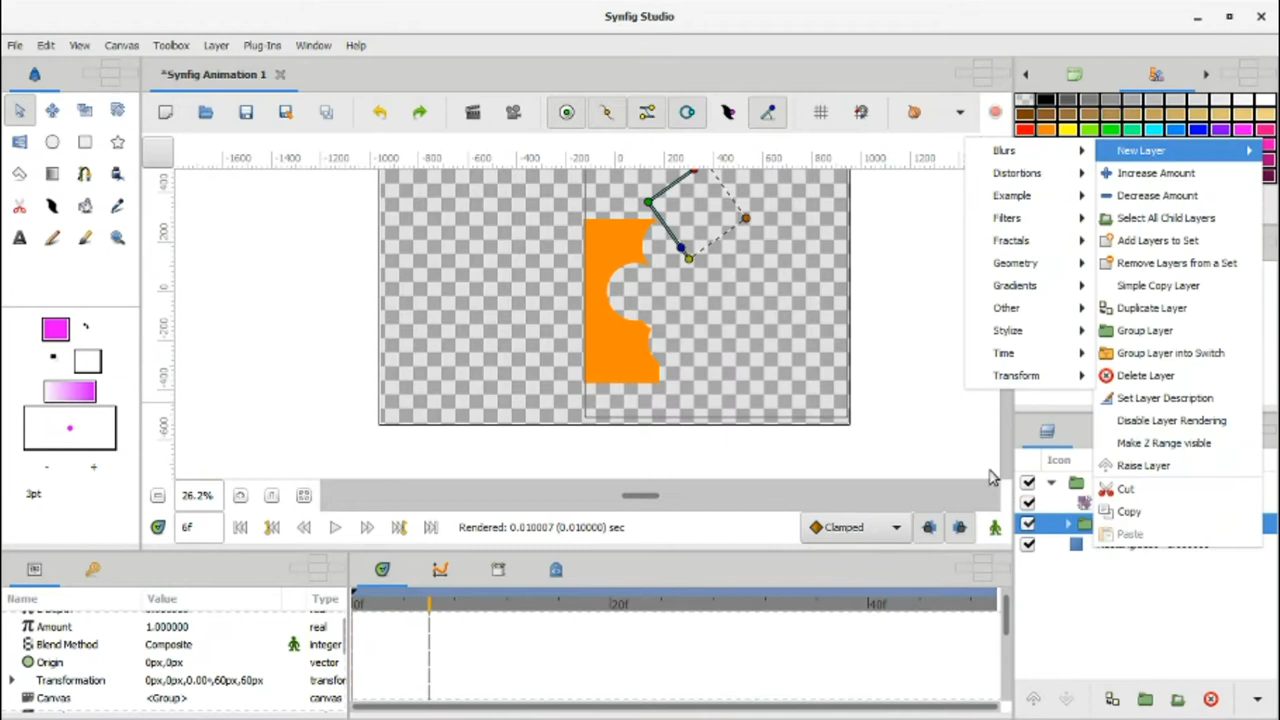 Synfig Studio
File Edit View Canvas Toolbox Layer Plug-Ins Window Help
*Synfig Animation 1
-1600 -1400 -1200 -1000 -800 -600 -400 -200 0 200 400 600 800 1000 1200
400
200
0
-200
-400
-600
Blurs
Distortions
Example
Filters
Fractals
Geometry
Gradients
Other
Stylize
Time
Transform
New Layer
Increase Amount
Decrease Amount
Select All Child Layers
Add Layers to Set
Remove Layers from a Set
Simple Copy Layer
Duplicate Layer
Group Layer
Group Layer into Switch
Delete Layer
Set Layer Description
Disable Layer Rendering
Make Z Range visible
Raise Layer
Cut
Copy
Paste
Icon
3pt
26.2%
6f
Rendered: 0.010007 (0.010000) sec
Clamped
Name Value Type
Amount 1.000000 real
Blend Method Composite integer
Origin 0px,0px vector
Transformation 0px,0px,0.00°,60px,60px transfor
Canvas <Group> canvas
0f 20f 40f